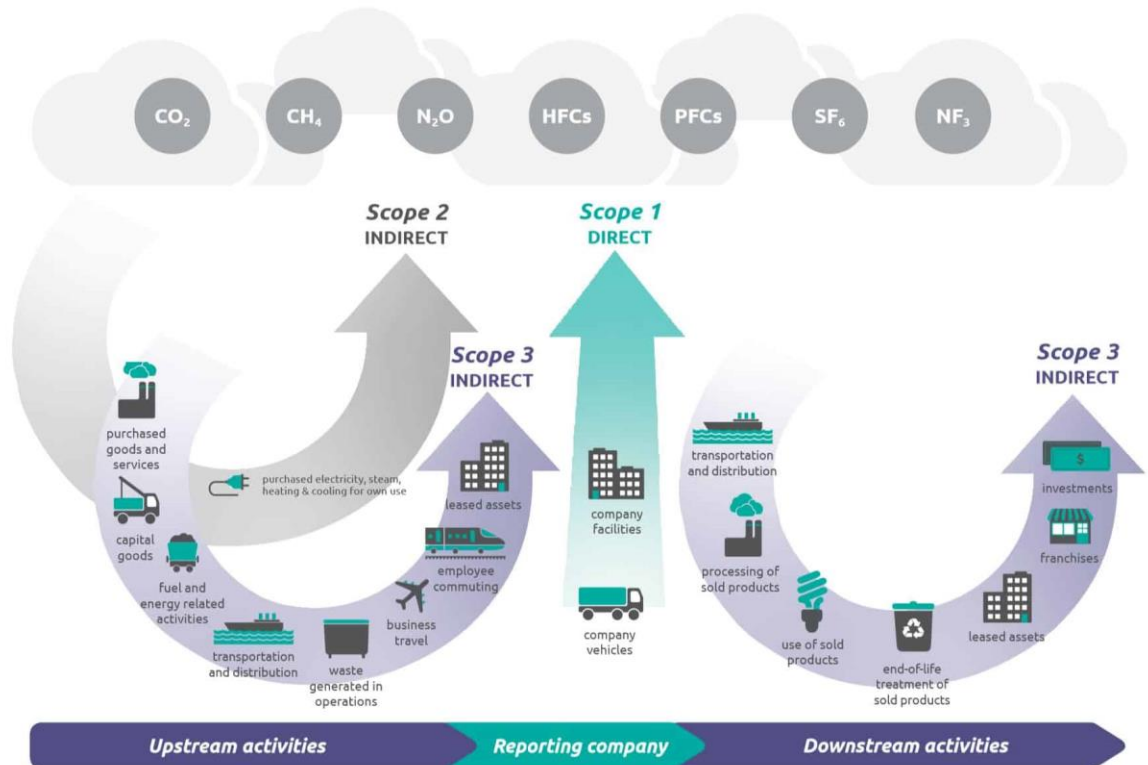 CO₂ CH₄ N₂O HFCs PFCs SF₆ NF₃
Scope 2
INDIRECT
Scope 1
DIRECT
Scope 3
INDIRECT
Scope 3
INDIRECT
purchased
goods and
services
capital
goods
fuel and
energy related
activities
transportation
and distribution
waste
generated in
operations
business
travel
employee
commuting
leased assets
purchased electricity, steam,
heating & cooling for own use
company
facilities
company
vehicles
transportation
and distribution
processing of
sold products
use of sold
products
end-of-life
treatment of
sold products
leased assets
franchises
$
investments
Upstream activities
Reporting company
Downstream activities